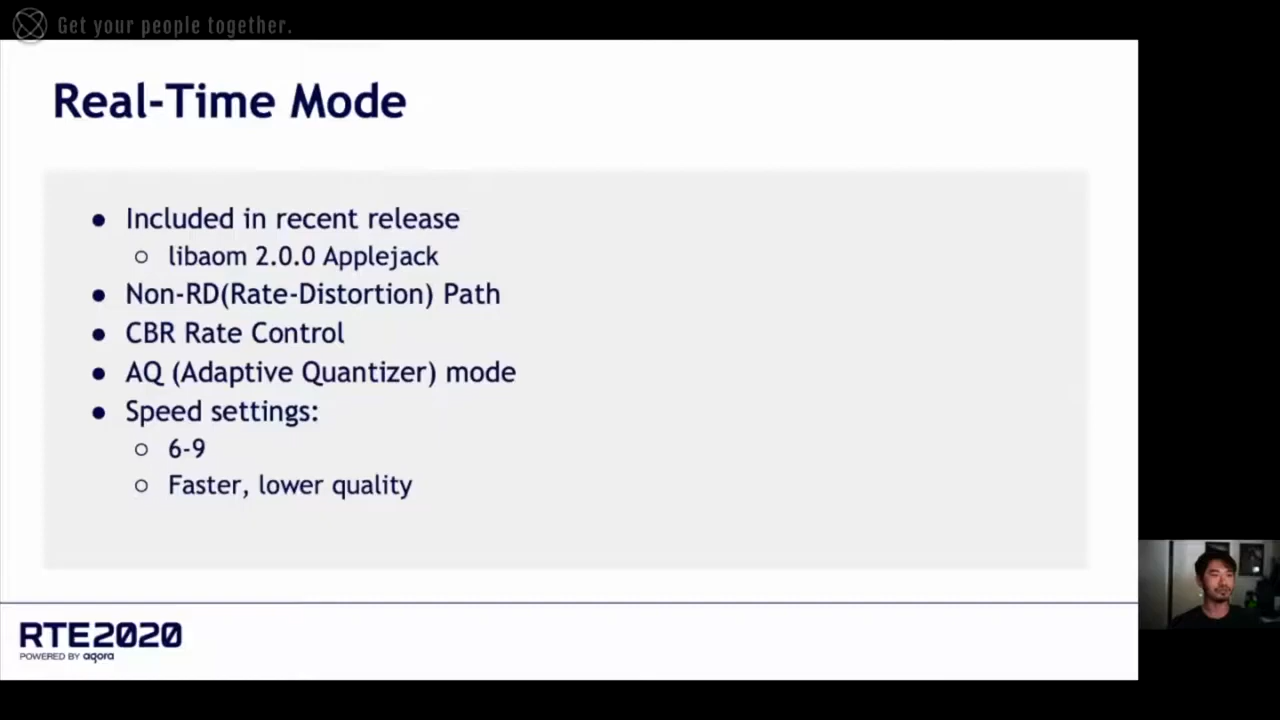 Get your people together.
Real-Time Mode
● Included in recent release
○ libaom 2.0.0 Applejack
● Non-RD(Rate-Distortion) Path
● CBR Rate Control
● AQ (Adaptive Quantizer) mode
● Speed settings:
○ 6-9
○ Faster, lower quality
RTE2020
POWERED BY agora